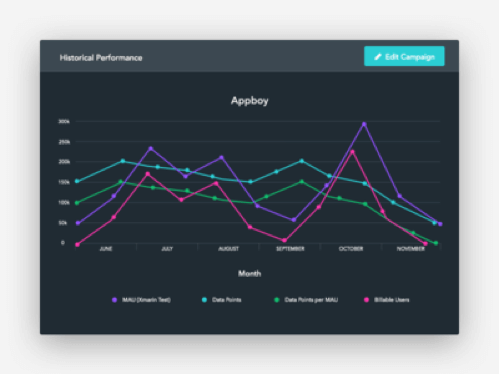 Historical Performance
Edit Campaign
Appboy
300k
250k
200k
150k
100k
50k
0
JUNE JULY AUGUST SEPTEMBER OCTOBER NOVEMBER
Month
MAU (Xmarin Test) Data Points Data Points per MAU Billable Users